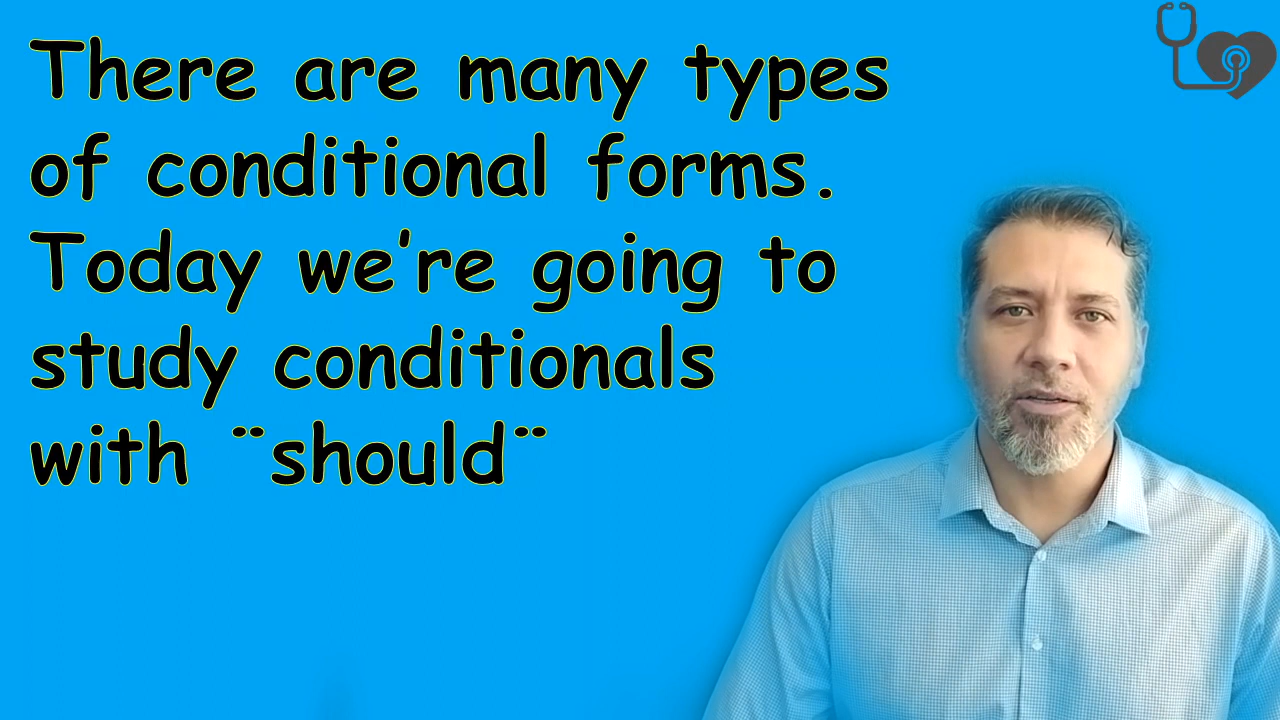 There are many types
of conditional forms.
Today we're going to
study conditionals
with ¨should¨